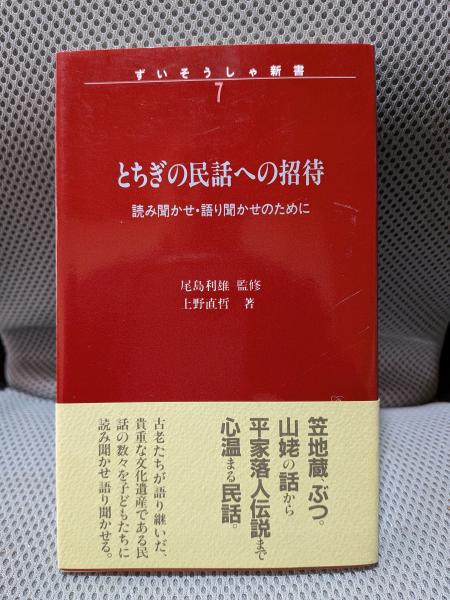 ずいそうしゃ新書
7
とちぎの民話への招待
読み聞かせ・語り聞かせのために
尾島利雄 監修
上野直哲 著
笠地蔵、ぶつ。
山姥の話から
平家落人伝説まで
心温まる民話。
古老たちが語り継いだ、
貴重な文化遺産である民
話の数々を子どもたちに
読み聞かせ語り聞かせる。